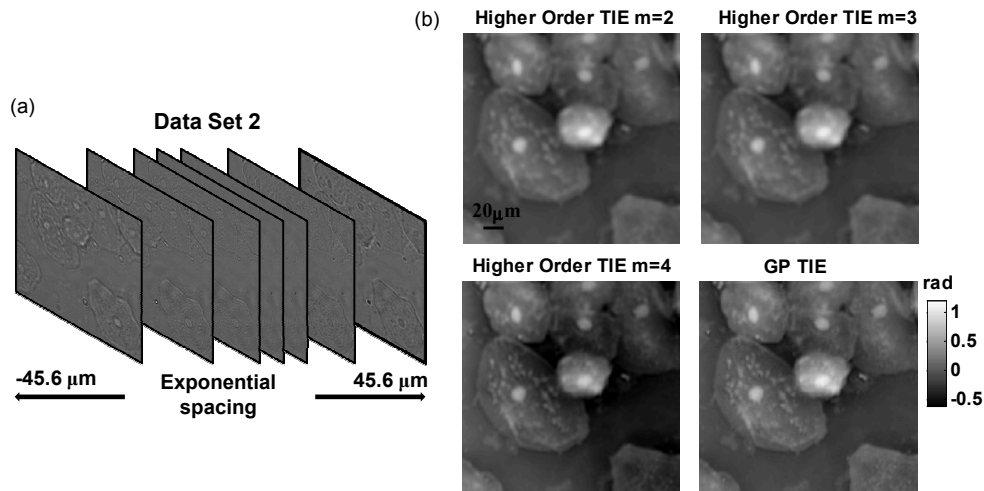 (a)
Data Set 2
-45.6 μm
Exponential
spacing
45.6 μm
(b)
Higher Order TIE m=2
Higher Order TIE m=3
20μm
Higher Order TIE m=4
GP TIE
rad
1
0.5
0
-0.5